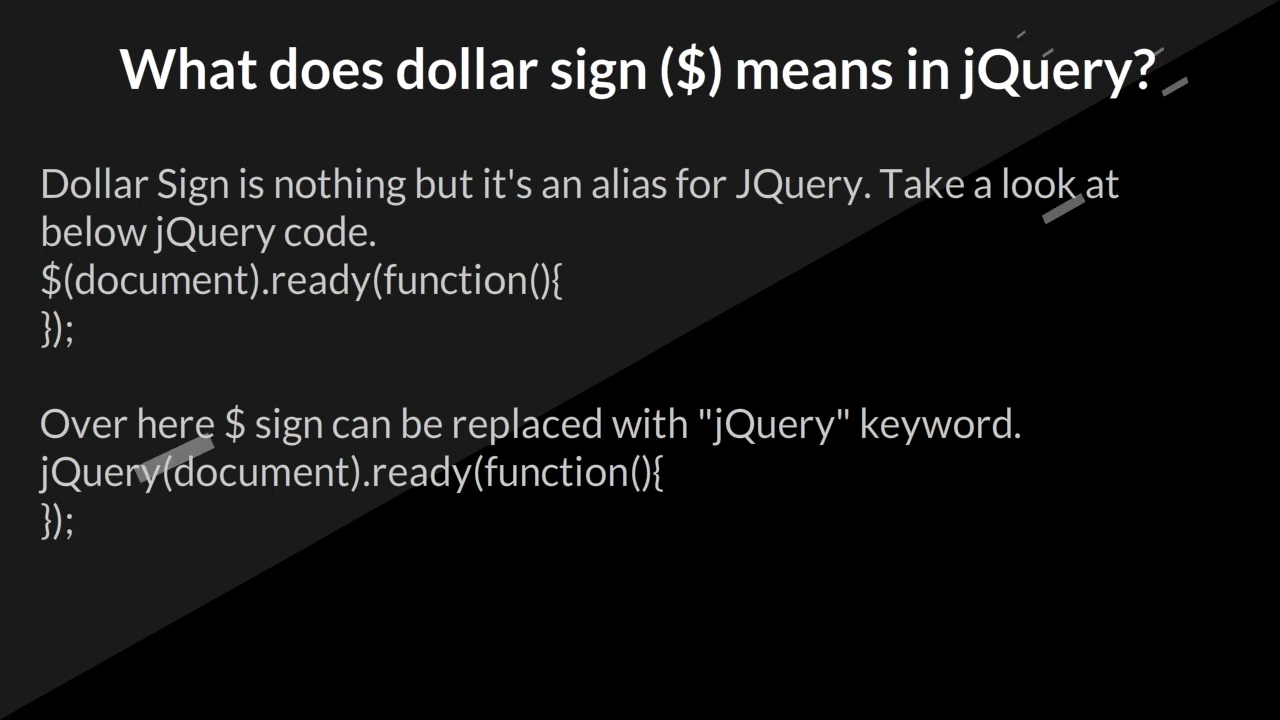 What does dollar sign ($) means in jQuery?
Dollar Sign is nothing but it's an alias for JQuery. Take a look at
below jQuery code.
$(document).ready(function(){
});
Over here $ sign can be replaced with "jQuery" keyword.
jQuery(document).ready(function(){
});